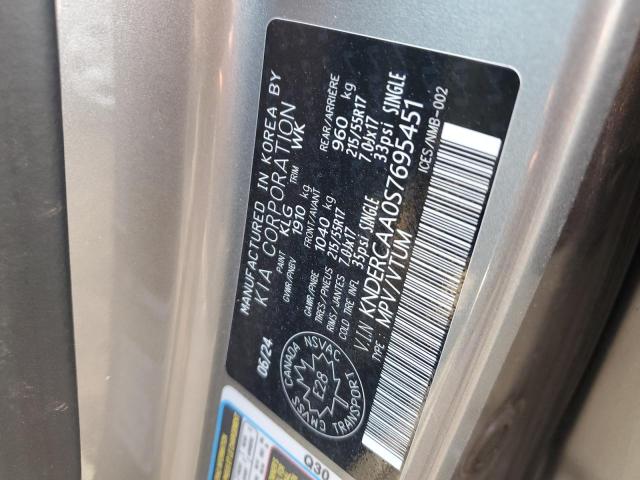 MANUFACTURED IN KOREA BY
KIA CORPORATION
PAINT KLG TRIM WK
GVWR/PNBV 1910 kg
FRONT/AVANT REAR/ARRIÈRE
GAWR/PNBE 1040 kg 960 kg
TIRES/PNEUS 215/55R17 215/55R17
RIMS/JANTES 7.0Jx17 7.0Jx17
COLD TIRE INFL 35psi SINGLE 33psi SINGLE
V.I.N KNDERCAA0S7695451
TYPE: MPV/VTUM ICES/NMB-002
06/24
CANADA
NSVAC
E28
CMVSS
TRANSPORT
Q30